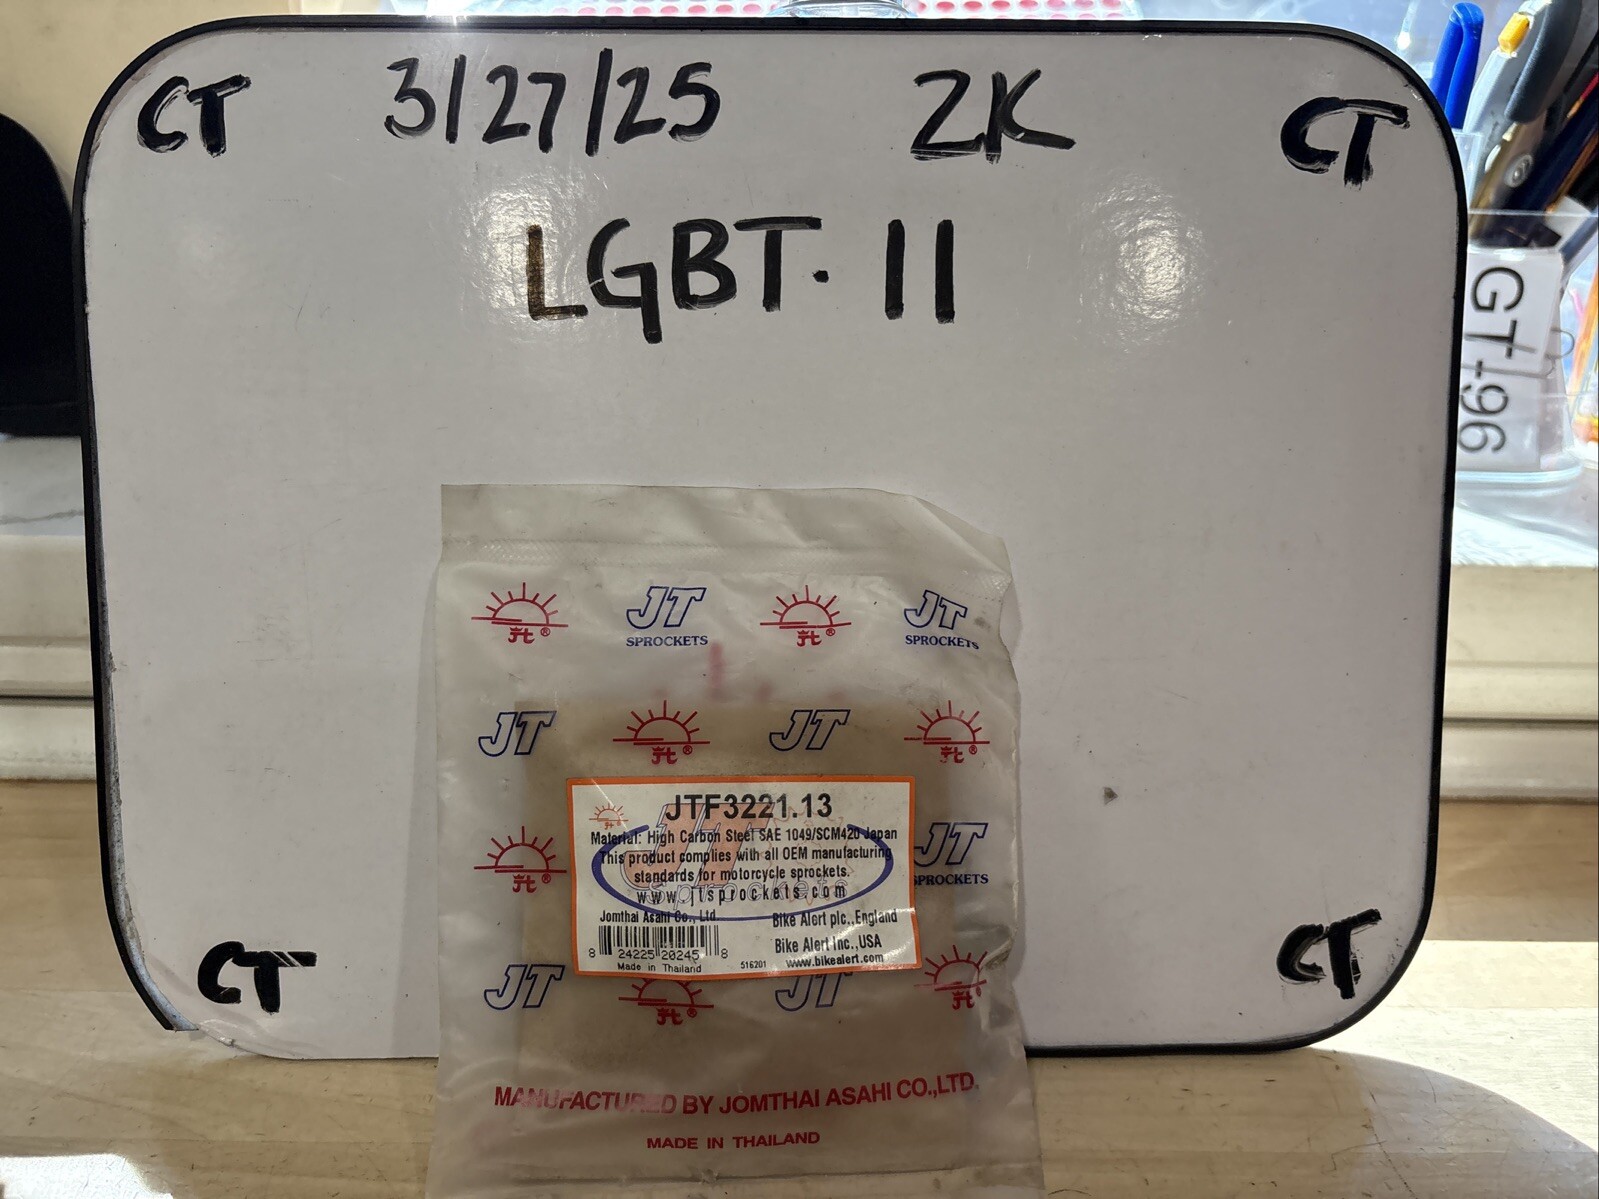 CT 3/27/25 ZK CT
LGBT. 11
GT-96
JT
JT
SPROCKETS
SPROCKETS
JT
JT
JTF3221.13
Material: High Carbon Steel SAE 1049/SCM420 Japan
This product complies with all OEM manufacturing
standards for motorcycle sprockets.
www.jtsprockets.com
JT
SPROCKETS
Jomthai Asahi Co., Ltd
Bike Alert plc.,England
Bike Alert Inc.,USA
8 24225 20245 8
Made in Thailand
516201
www.bikealert.com
CT
CT
JT
JT
MANUFACTURED BY JOMTHAI ASAHI CO.,LTD.
MADE IN THAILAND